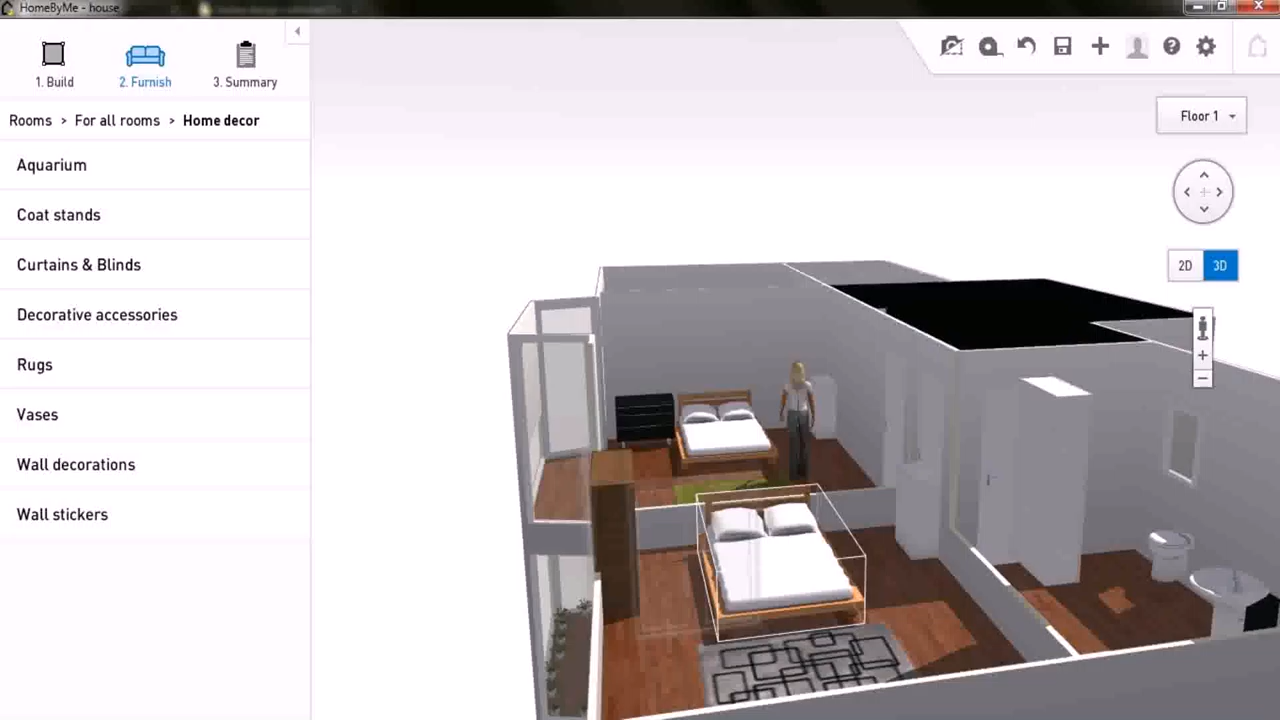 HomeByMe - house
1. Build
2. Furnish
3. Summary
Rooms > For all rooms > Home decor
Floor 1
Aquarium
Coat stands
Curtains & Blinds
2D
3D
Decorative accessories
Rugs
Vases
Wall decorations
Wall stickers